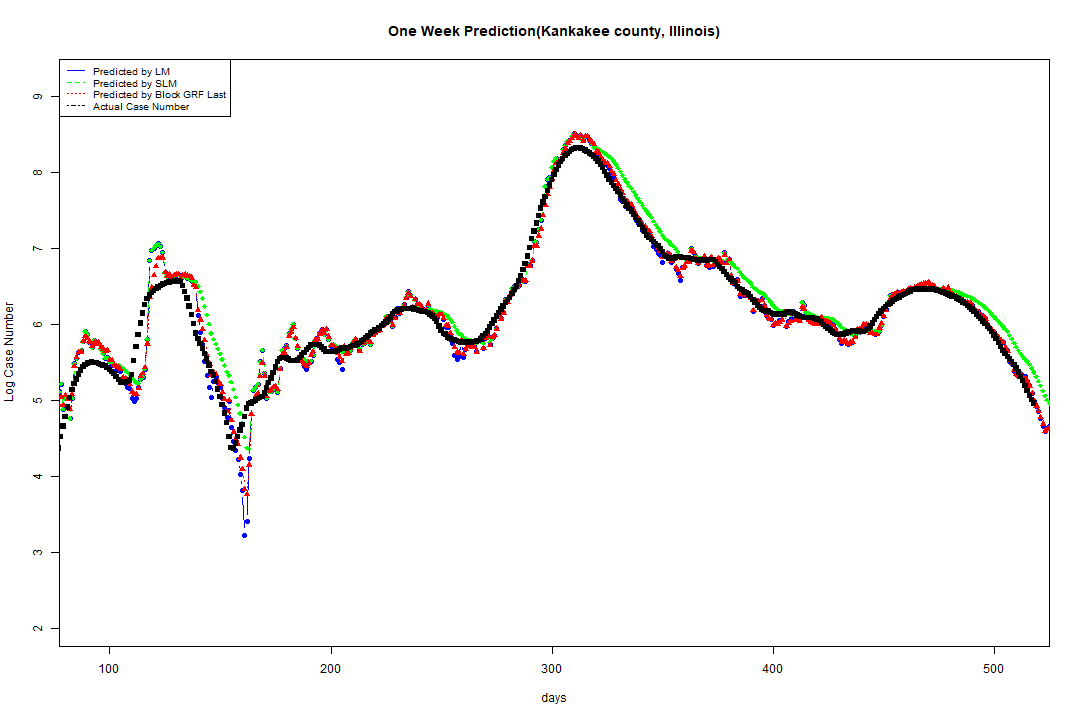 One Week Prediction(Kankakee county, Illinois)
Predicted by LM
Predicted by SLM
Predicted by Block GRF Last
Actual Case Number
9
8
7
6
5
4
3
2
Log Case Number
100 200 300 400 500
days